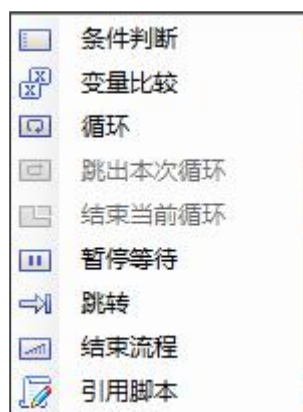 条件判断
变量比较
循环
跳出本次循环
结束当前循环
暂停等待
跳转
结束流程
引用脚本